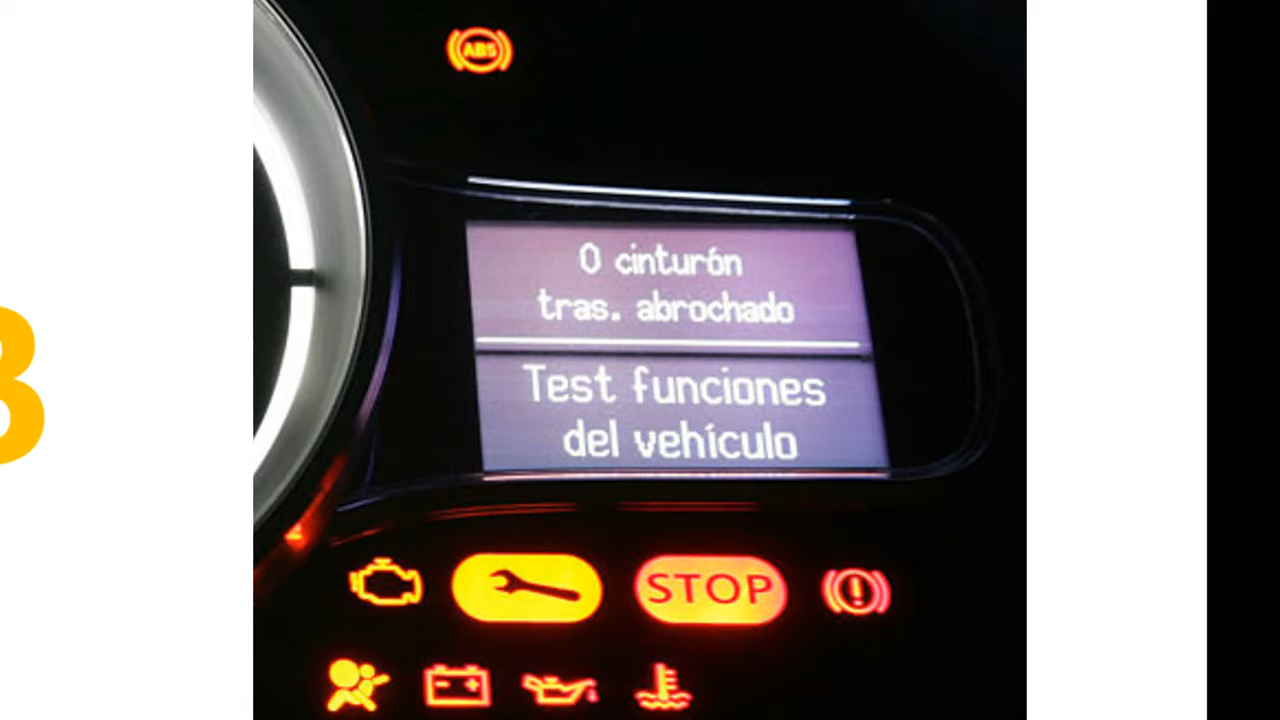 ABS
0 cinturón
tras. abrochado
Test funciones
del vehículo
STOP